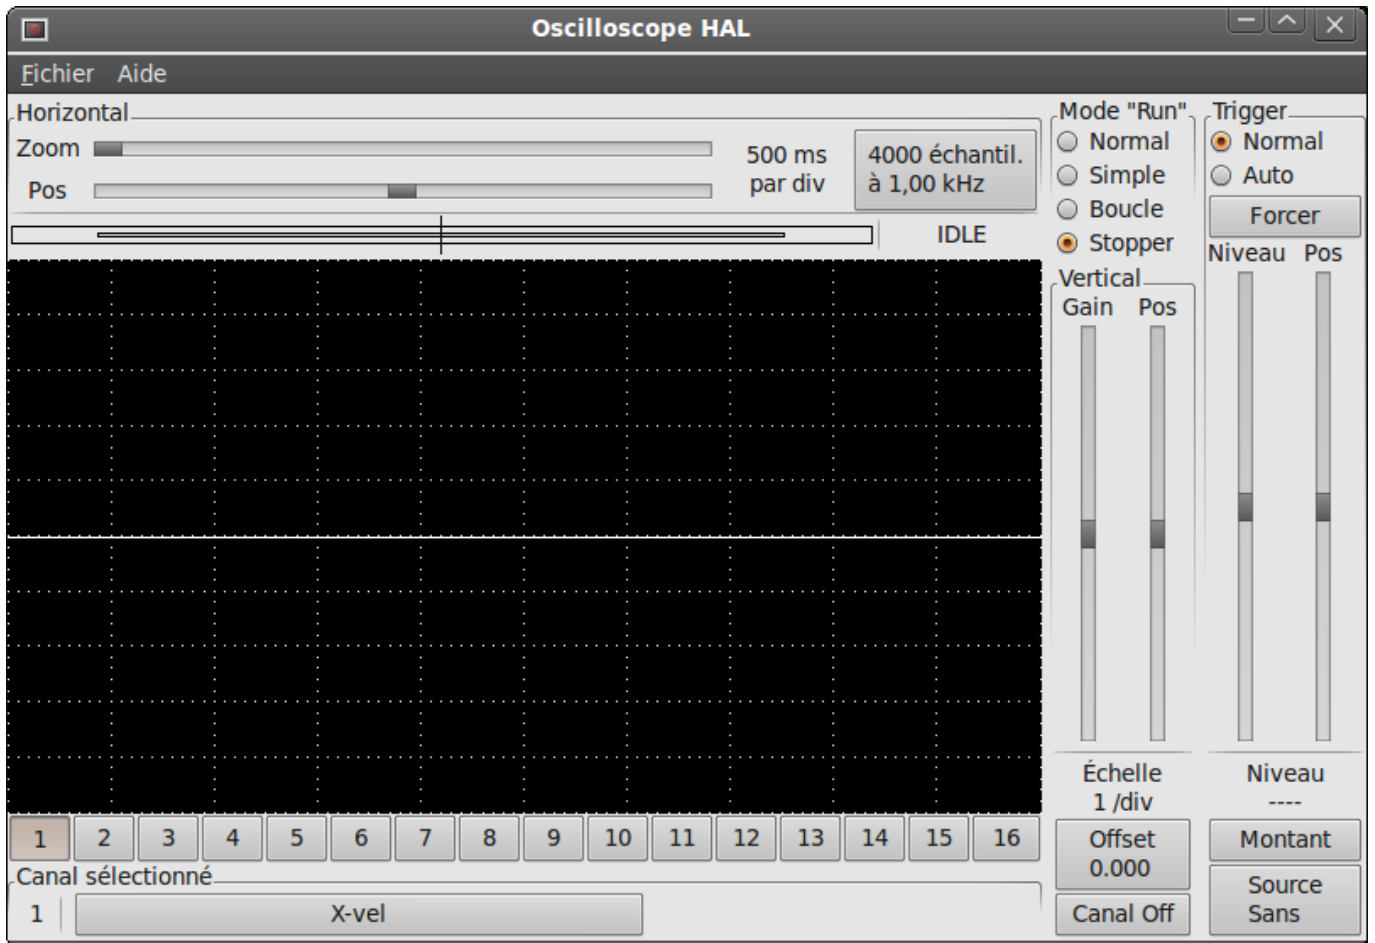 Oscilloscope HAL
Fichier Aide
Horizontal
Zoom
Pos
500 ms
par div
4000 échantil.
à 1,00 kHz
IDLE
Mode "Run"
Normal
Simple
Boucle
Stopper
Trigger
Normal
Auto
Forcer
Niveau Pos
Vertical
Gain Pos
Échelle
1 /div
Offset
0.000
Canal Off
Niveau
----
Montant
Source
Sans
1 2 3 4 5 6 7 8 9 10 11 12 13 14 15 16
Canal sélectionné
1 X-vel